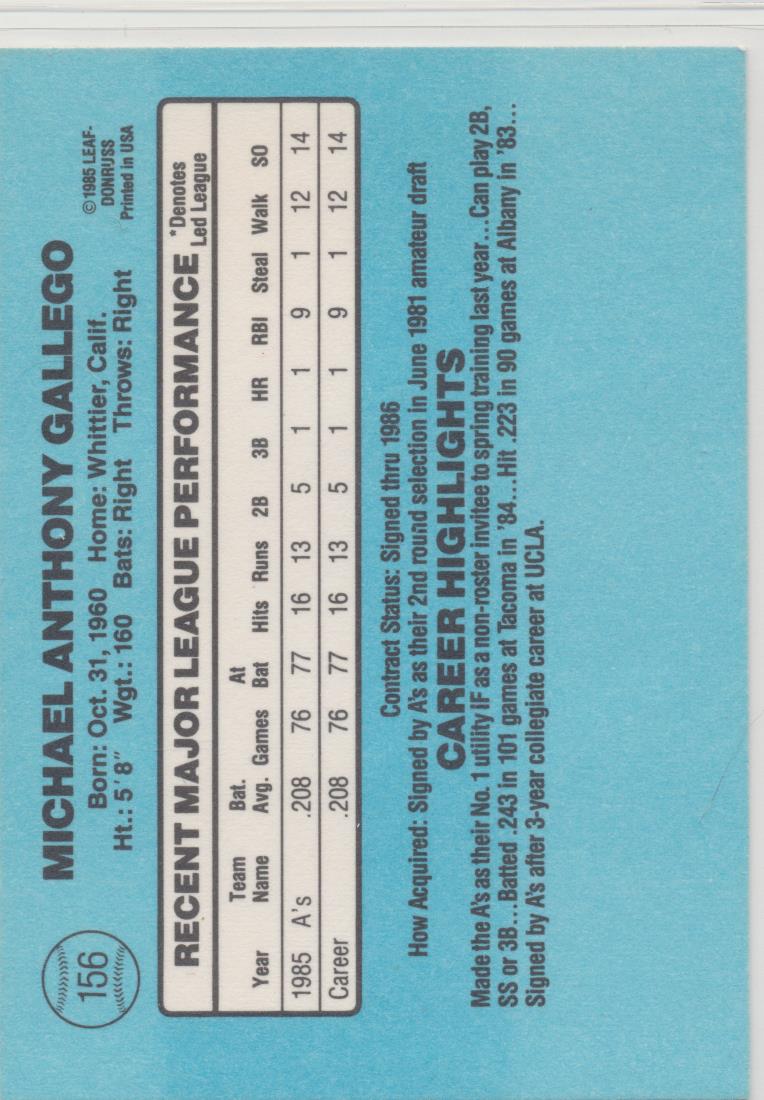 156
MICHAEL ANTHONY GALLEGO
Born: Oct. 31, 1960 Home: Whittier, Calif.
Ht.: 5'8" Wgt.: 160 Bats: Right Throws: Right
© 1985 LEAF-
DONRUSS
Printed in USA
RECENT MAJOR LEAGUE PERFORMANCE
*Denotes
Led League
Year Team Name Bat. Avg. Games At Bat Hits Runs 2B 3B HR RBI Steal Walk SO
1985 A's .208 76 77 16 13 5 1 1 9 1 12 14
Career .208 76 77 16 13 5 1 1 9 1 12 14
Contract Status: Signed thru 1986
How Acquired: Signed by A's as their 2nd round selection in June 1981 amateur draft
CAREER HIGHLIGHTS
Made the A's as their No. 1 utility IF as a non-roster invitee to spring training last year...Can play 2B,
SS or 3B...Batted .243 in 101 games at Tacoma in '84...Hit .223 in 90 games at Albany in '83...
Signed by A's after 3-year collegiate career at UCLA.